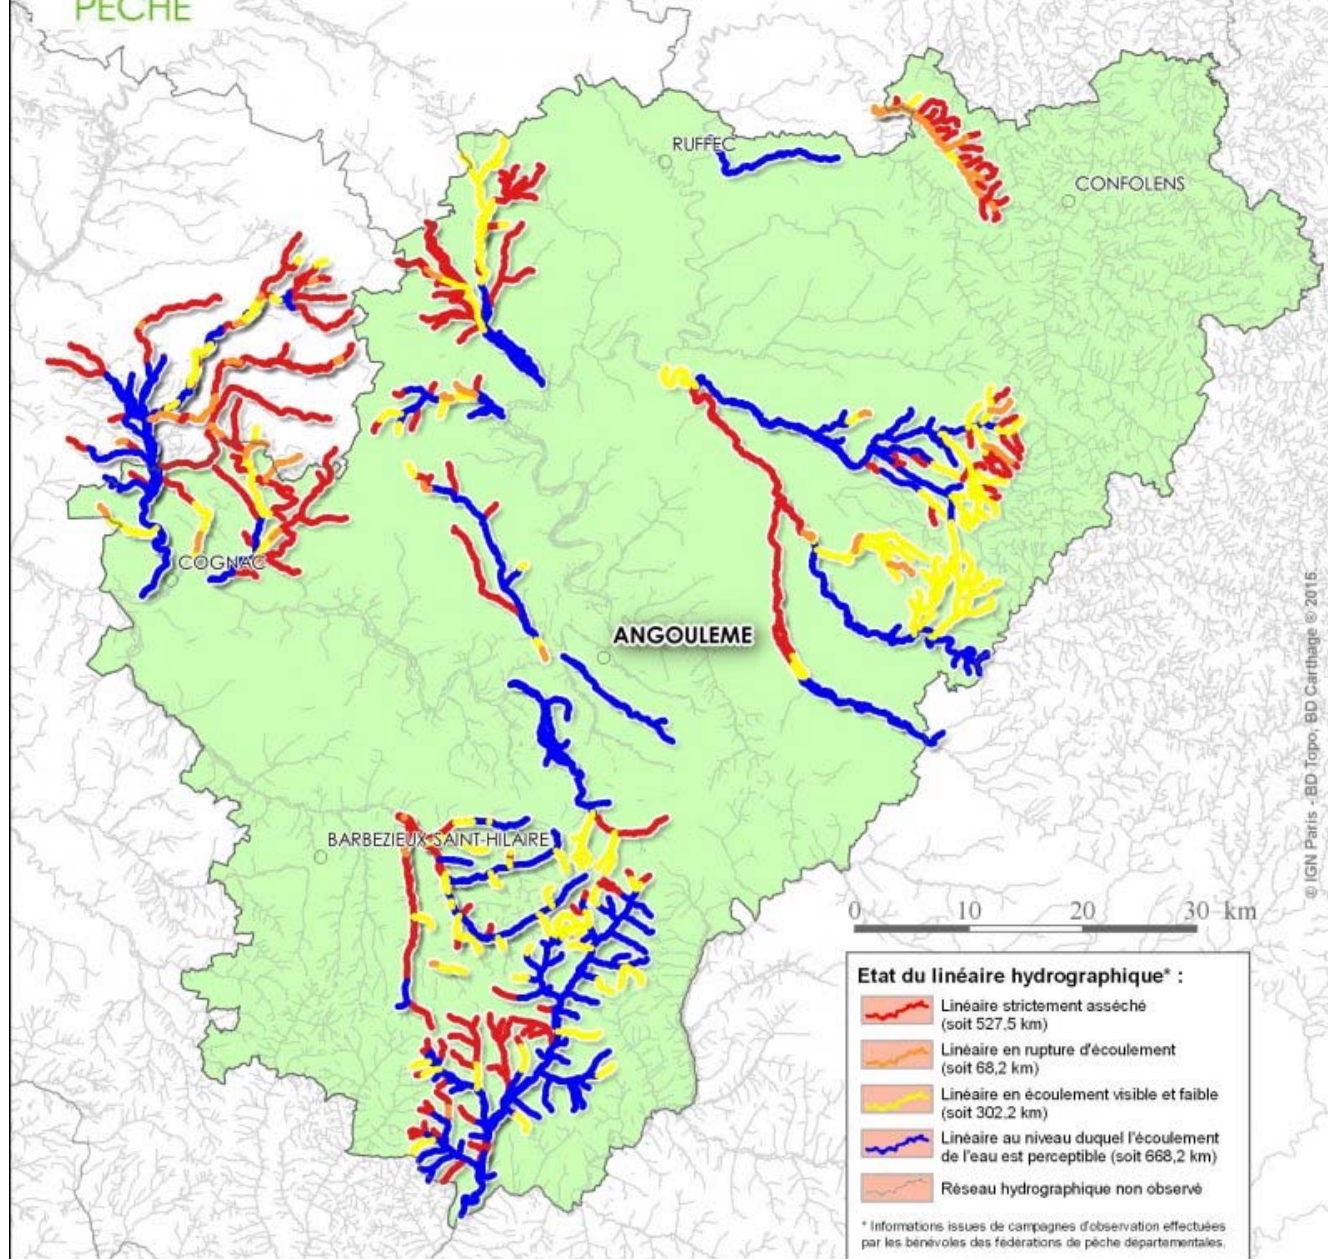 PÊCHE
RUFFEC
CONFOLENS
COGNAC
ANGOULEME
BARBEZIEUX-SAINT-HILAIRE
© IGN Paris - BD Topo, BD Carthage © 2015
0 10 20 30 km
Etat du linéaire hydrographique* :
Linéaire strictement asséché
(soit 527,5 km)
Linéaire en rupture d'écoulement
(soit 68,2 km)
Linéaire en écoulement visible et faible
(soit 302,2 km)
Linéaire au niveau duquel l'écoulement
de l'eau est perceptible (soit 668,2 km)
Réseau hydrographique non observé
* Informations issues de campagnes d'observation effectuées
par les bénévoles des fédérations de pêche départementales.